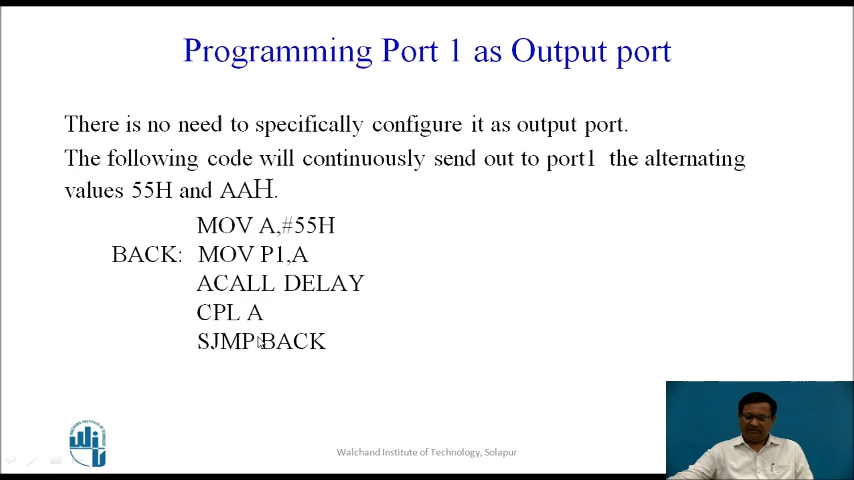 Programming Port 1 as Output port
There is no need to specifically configure it as output port.
The following code will continuously send out to port1 the alternating
values 55H and AAH.
MOV A,#55H
BACK: MOV P1,A
ACALL DELAY
CPL A
SJMP BACK
Walchand Institute of Technology, Solapur